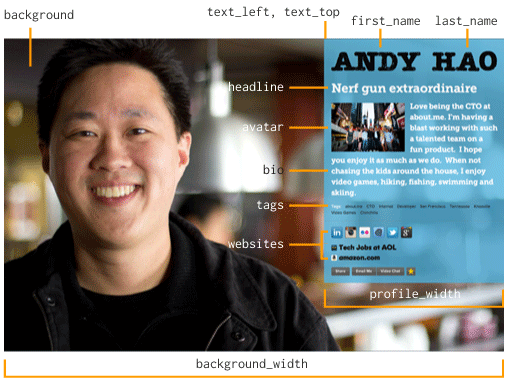 background
text_left, text_top
first_name
last_name
ANDY HAO
headline
Nerf gun extraordinaire
avatar
Love being the CTO at
about.me. I'm having a
blast working with such
a talented team on a
fun product. I hope
bio
you enjoy it as much as we do. When not
chasing the kids around the house, I enjoy
video games, hiking, fishing, swimming and
skiing.
tags
Tags about.me CTO Internet Developer San Francisco Tennessee
Video Games
websites
in
Tech Jobs at AOL
amazon.com
Share Email Me Video Chat
profile_width
background_width